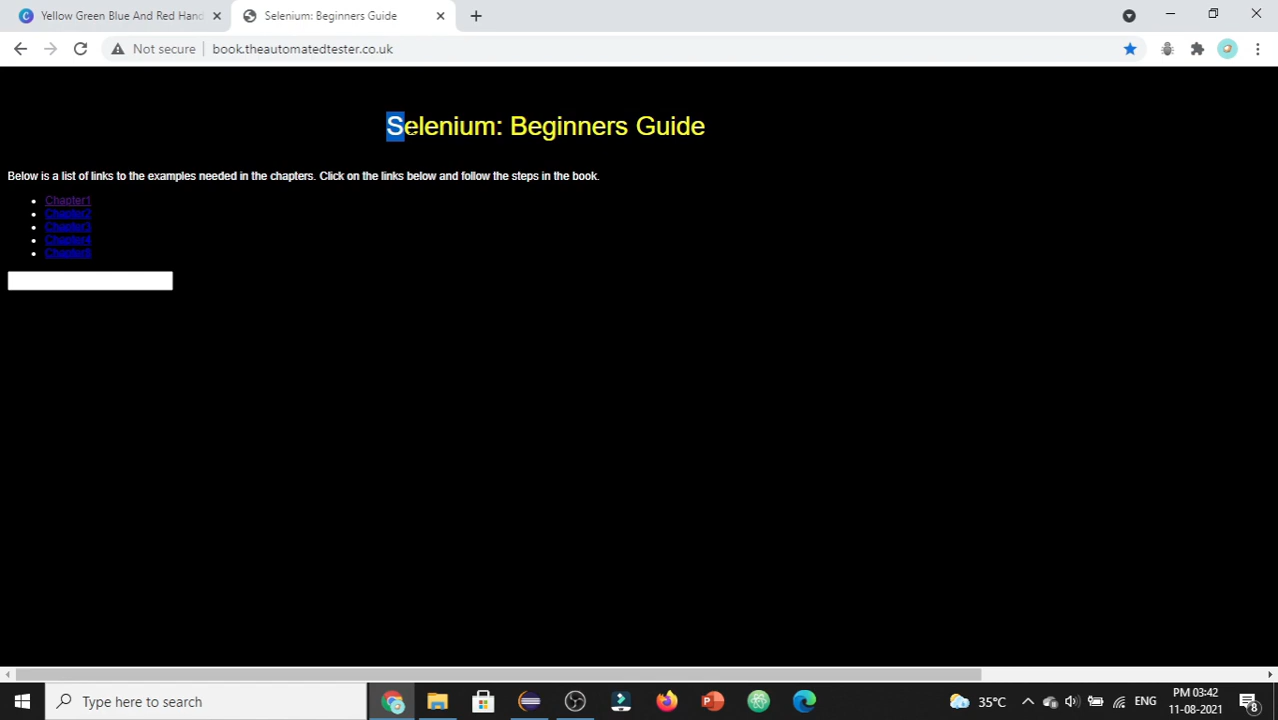 Yellow Green Blue And Red Hand
Selenium: Beginners Guide
Not secure
book.theautomatedtester.co.uk
Selenium: Beginners Guide
Below is a list of links to the examples needed in the chapters. Click on the links below and follow the steps in the book.
Chapter1
Chapter2
Chapter3
Chapter4
Chapter8
Type here to search
35°C
ENG
PM 03:42
11-08-2021
8